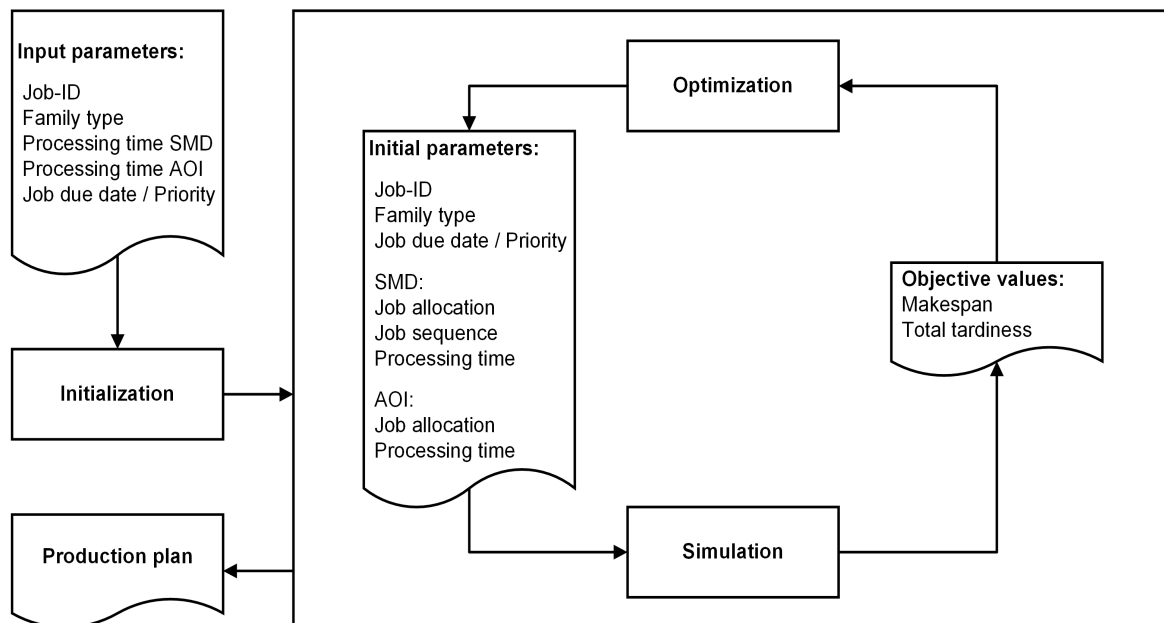 Input parameters:
Job-ID
Family type
Processing time SMD
Processing time AOI
Job due date / Priority
Initialization
Production plan
Optimization
Initial parameters:
Job-ID
Family type
Job due date / Priority
SMD:
Job allocation
Job sequence
Processing time
AOI:
Job allocation
Processing time
Simulation
Objective values:
Makespan
Total tardiness